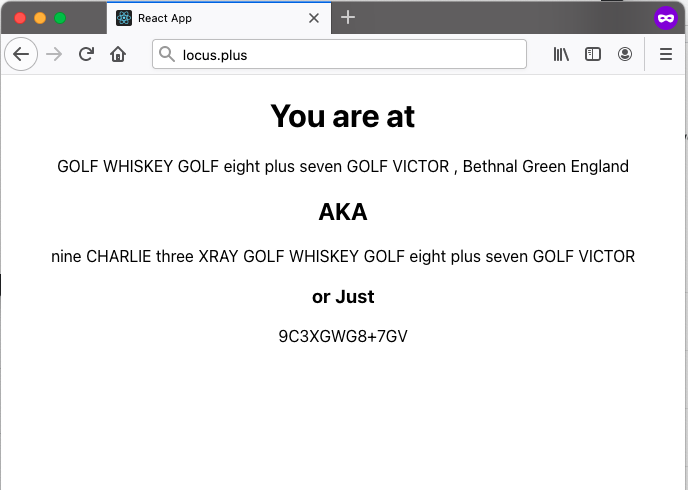 React App
locus.plus
You are at
GOLF WHISKEY GOLF eight plus seven GOLF VICTOR , Bethnal Green England
AKA
nine CHARLIE three XRAY GOLF WHISKEY GOLF eight plus seven GOLF VICTOR
or Just
9C3XGWG8+7GV